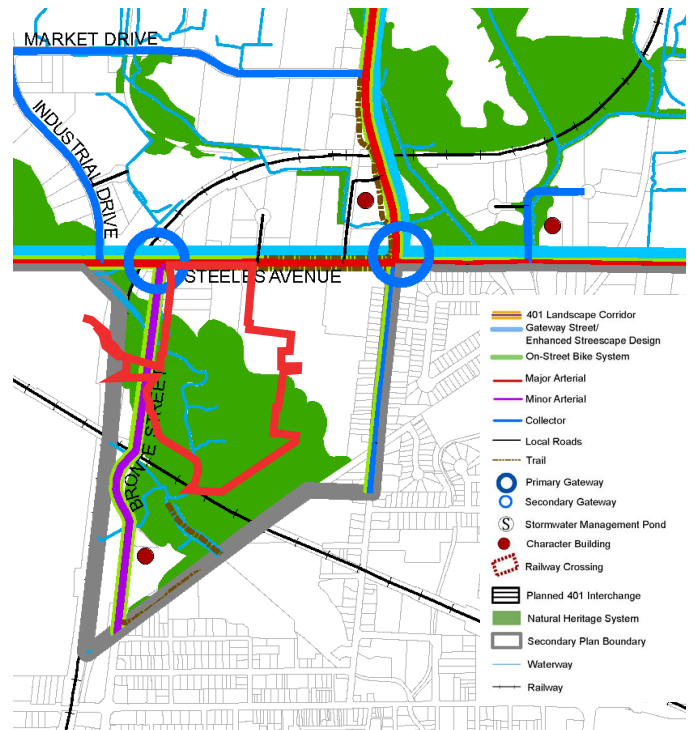 MARKET DRIVE
INDUSTRIAL DRIVE
STEELES AVENUE
BRONTE STREET
401 Landscape Corridor
Gateway Street/
Enhanced Streescape Design
On-Street Bike System
Major Arterial
Minor Arterial
Collector
Local Roads
Trail
Primary Gateway
Secondary Gateway
S Stormwater Management Pond
Character Building
Railway Crossing
Planned 401 Interchange
Natural Heritage System
Secondary Plan Boundary
Waterway
Railway